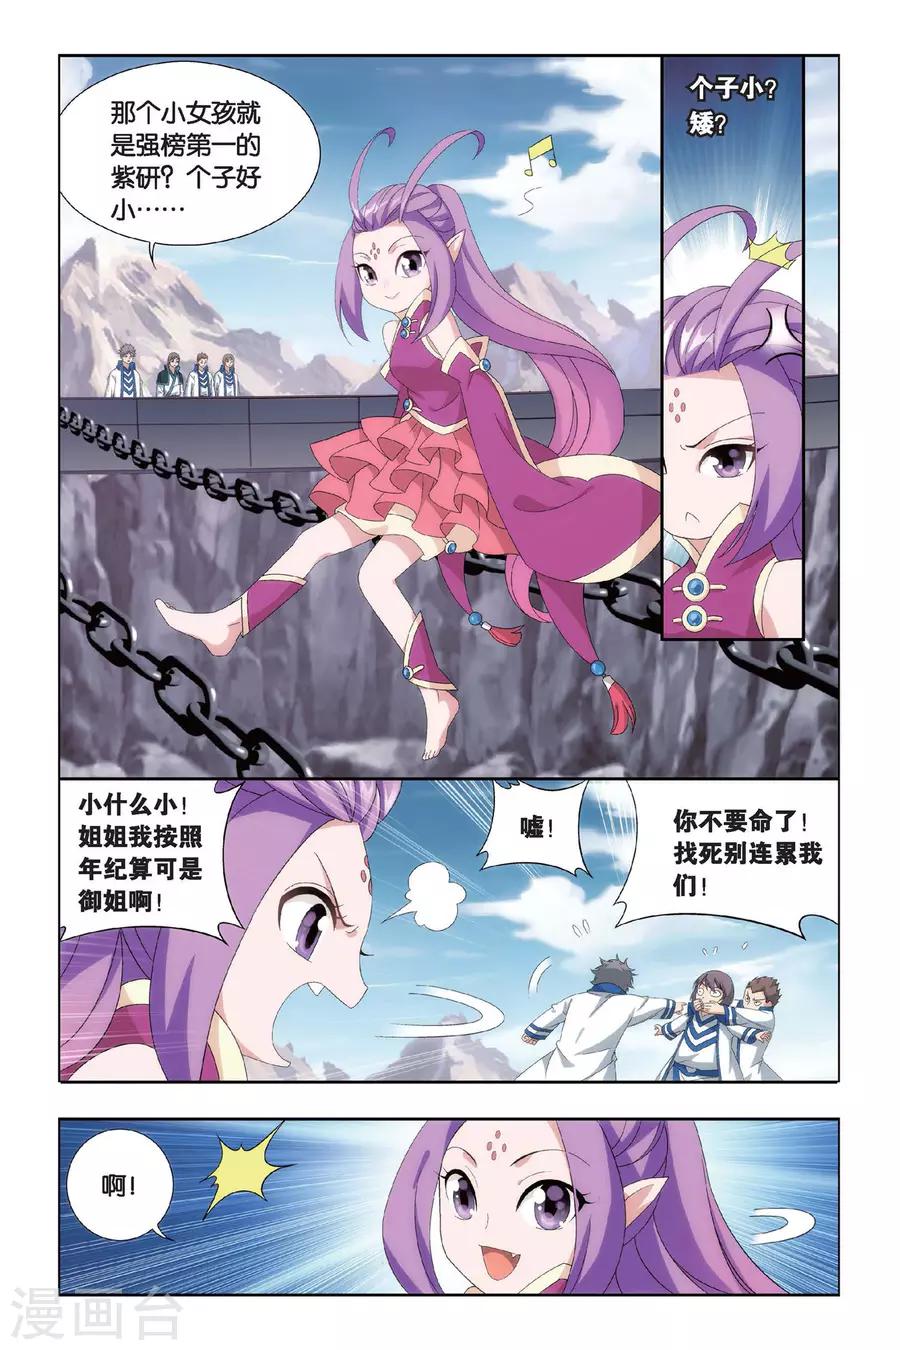 那个小女孩就
是强榜第一的
紫研？个子好
小……
个子小？
矮？
小什么小！
姐姐我按照
年纪算可是
御姐啊！
嘘！
你不要命了！
找死别连累我
们！
啊！
漫画台